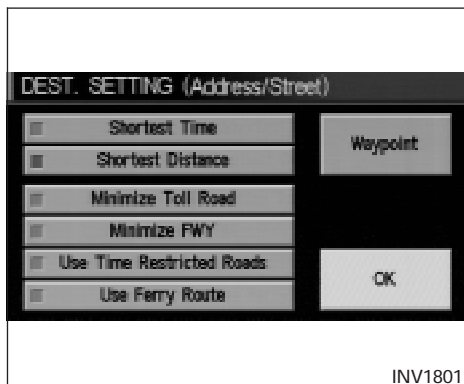 DEST. SETTING (Address/Street)
Shortest Time
Waypoint
Shortest Distance
Minimize Toll Road
Minimize FWY
Use Time Restricted Roads
OK
Use Ferry Route
INV1801